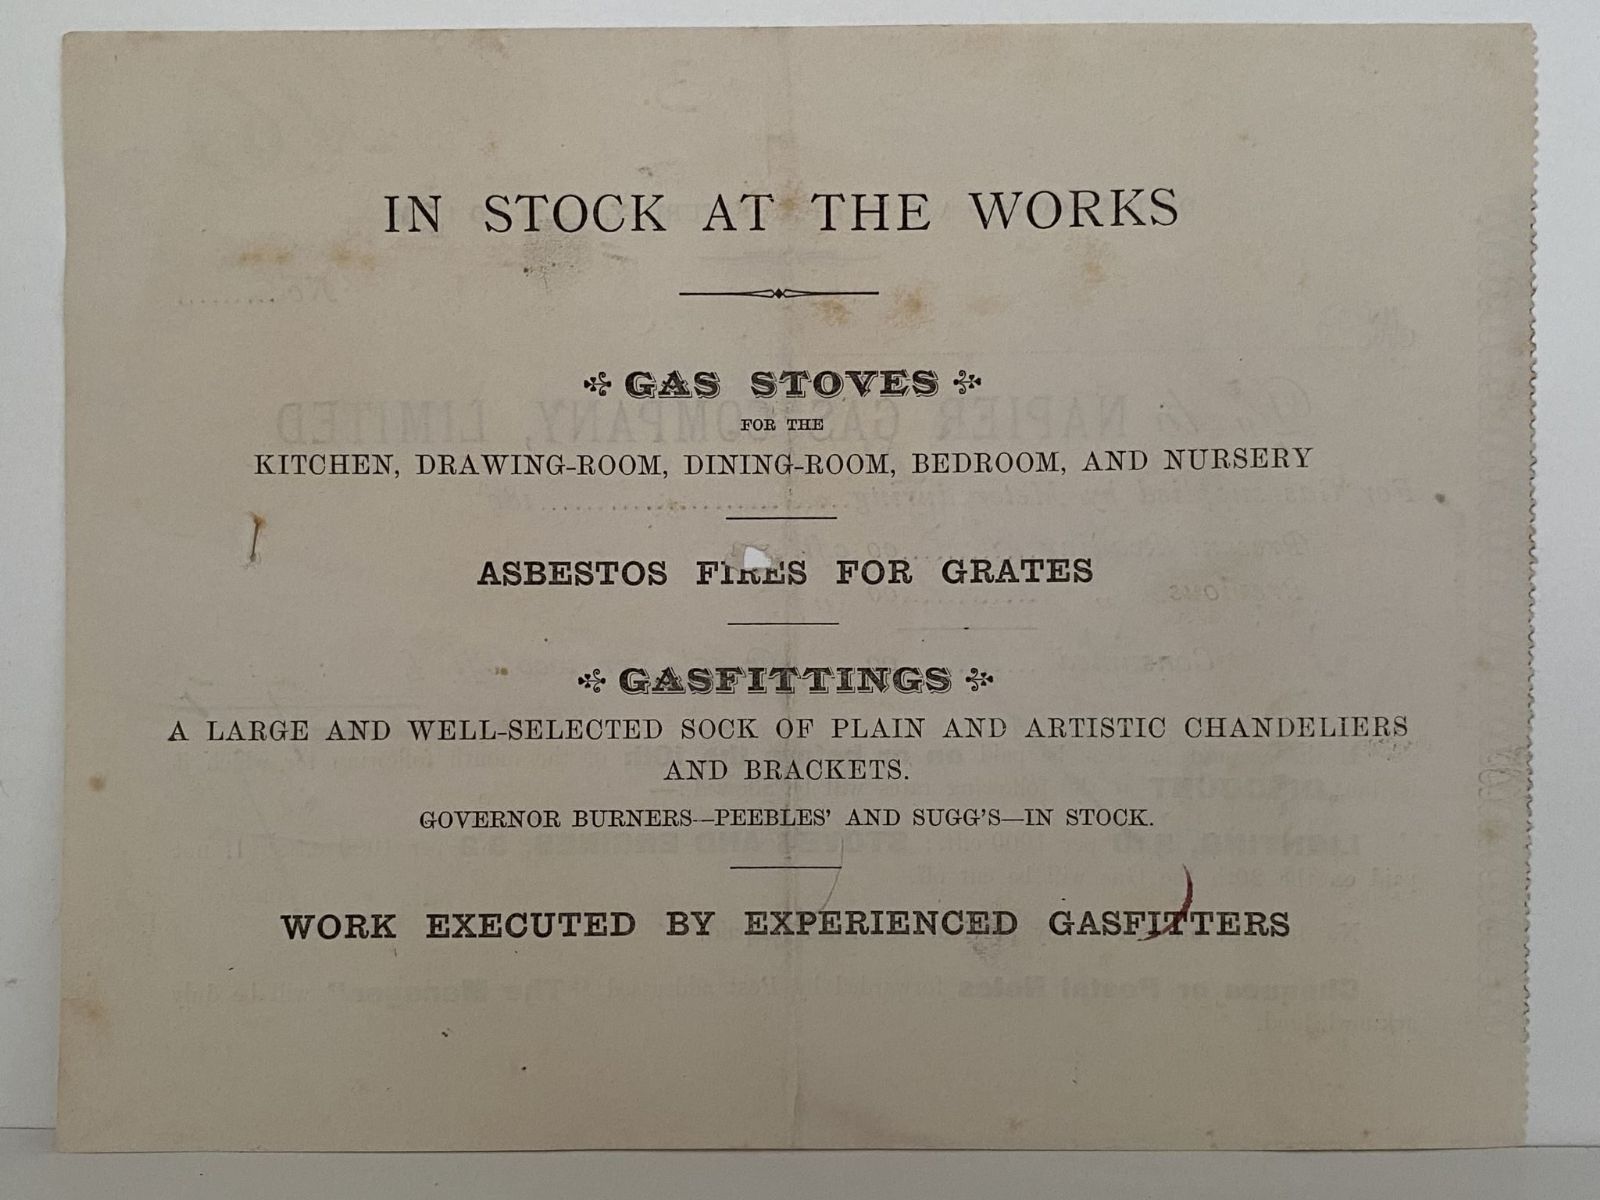 IN STOCK AT THE WORKS
GAS STOVES
FOR THE
KITCHEN, DRAWING-ROOM, DINING-ROOM, BEDROOM, AND NURSERY
ASBESTOS FIRES FOR GRATES
GASFITTINGS
A LARGE AND WELL-SELECTED SOCK OF PLAIN AND ARTISTIC CHANDELIERS
AND BRACKETS.
GOVERNOR BURNERS—PEEBLES' AND SUGG'S—IN STOCK.
WORK EXECUTED BY EXPERIENCED GASFITTERS